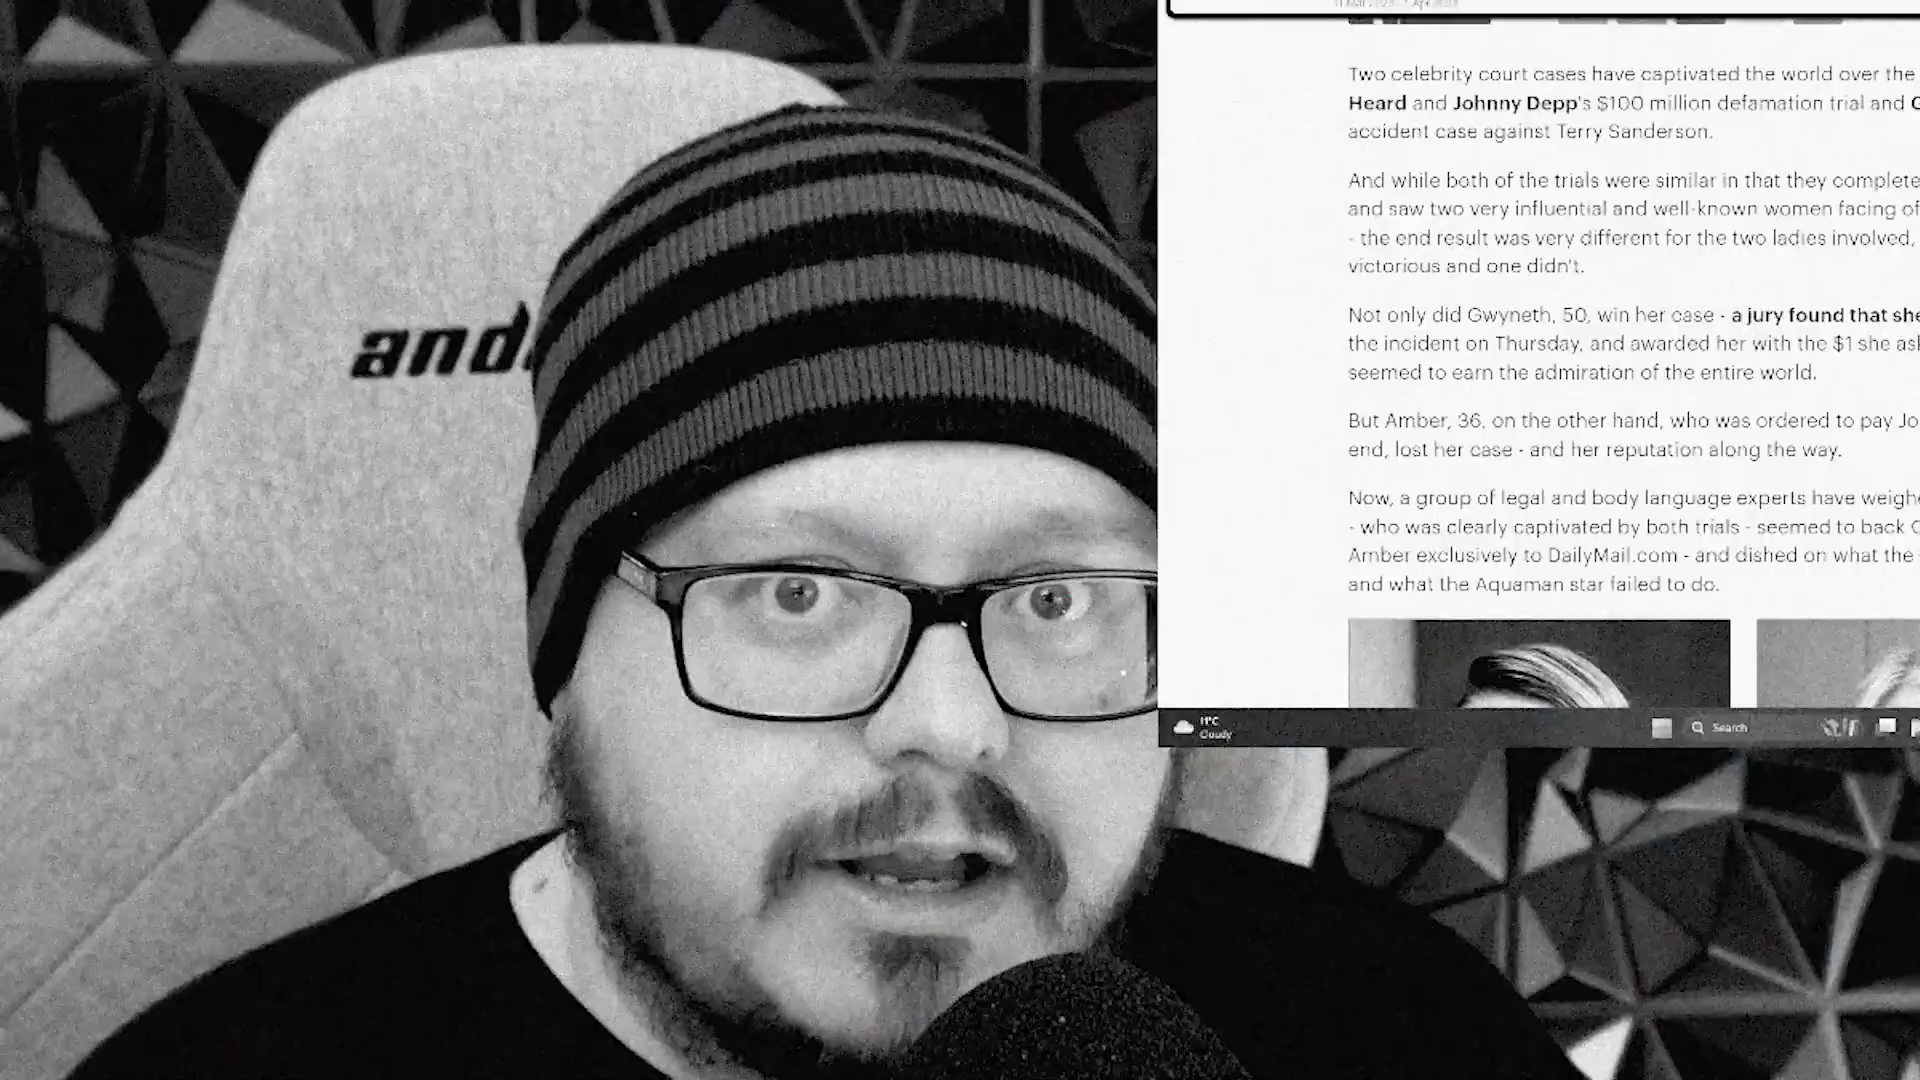 Two celebrity court cases have captivated the world over the
Heard and Johnny Depp's $100 million defamation trial and G
accident case against Terry Sanderson.
And while both of the trials were similar in that they complete
and saw two very influential and well-known women facing of
- the end result was very different for the two ladies involved,
victorious and one didn't.
Not only did Gwyneth, 50, win her case - a jury found that she
the incident on Thursday, and awarded her with the $1 she as
seemed to earn the admiration of the entire world.
But Amber, 36, on the other hand, who was ordered to pay Jo
end, lost her case - and her reputation along the way.
Now, a group of legal and body language experts have weighe
- who was clearly captivated by both trials - seemed to back G
Amber exclusively to DailyMail.com - and dished on what the
and what the Aquaman star failed to do.
and
11°C
Cloudy
Search